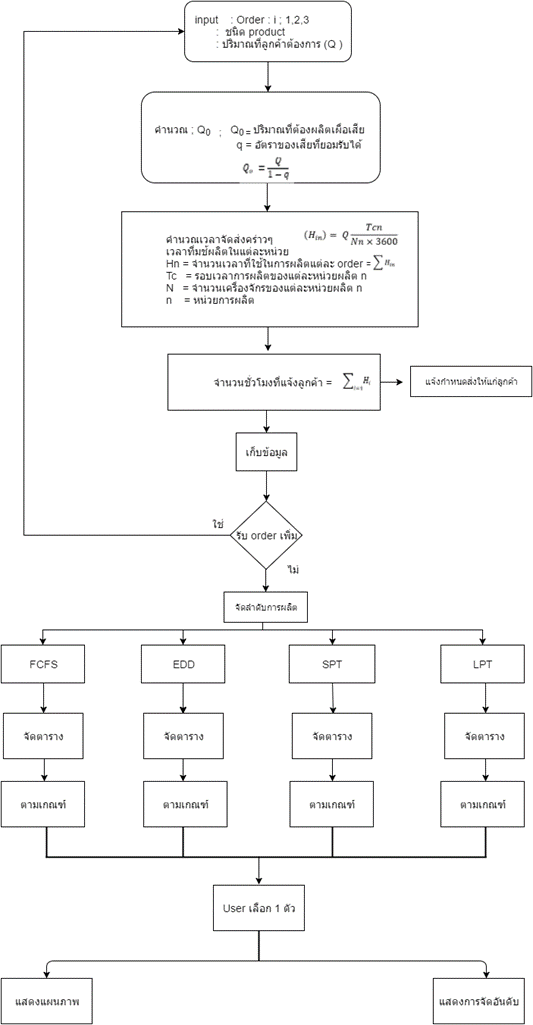 input : Order : i ; 1,2,3
: ชนิด product
: ปริมาณที่ลูกค้าต้องการ (Q )
คำนวณ ; Q0 ; Q0 = ปริมาณที่ต้องผลิตเผื่อเสีย
q = อัตราของเสียที่ยอมรับได้
Qo = Q / 1 − q
คำนวณเวลาจัดส่งคร่าวๆ (Hin) = Q Tcn / Nn × 3600
เวลาที่มช้ผลิตในแต่ละหน่วย
Hn = จำนวนเวลาที่ใช้ในการผลิตแต่ละ order = ∑ Hin
Tc = รอบเวลาการผลิตของแต่ละหน่วยผลิต n
N = จำนวนเครื่องจักรของแต่ละหน่วยผลิต n
n = หน่วยการผลิต
จำนวนชั่วโมงที่แจ้งลูกค้า = ∑i=1 Hi
แจ้งกำหนดส่งให้แก่ลูกค้า
เก็บข้อมูล
ใช่
รับ order เพิ่ม
ไม่
จัดลำดับการผลิต
FCFS EDD SPT LPT
จัดตาราง จัดตาราง จัดตาราง จัดตาราง
ตามเกณฑ์ ตามเกณฑ์ ตามเกณฑ์ ตามเกณฑ์
User เลือก 1 ตัว
แสดงแผนภาพ แสดงการจัดอันดับ